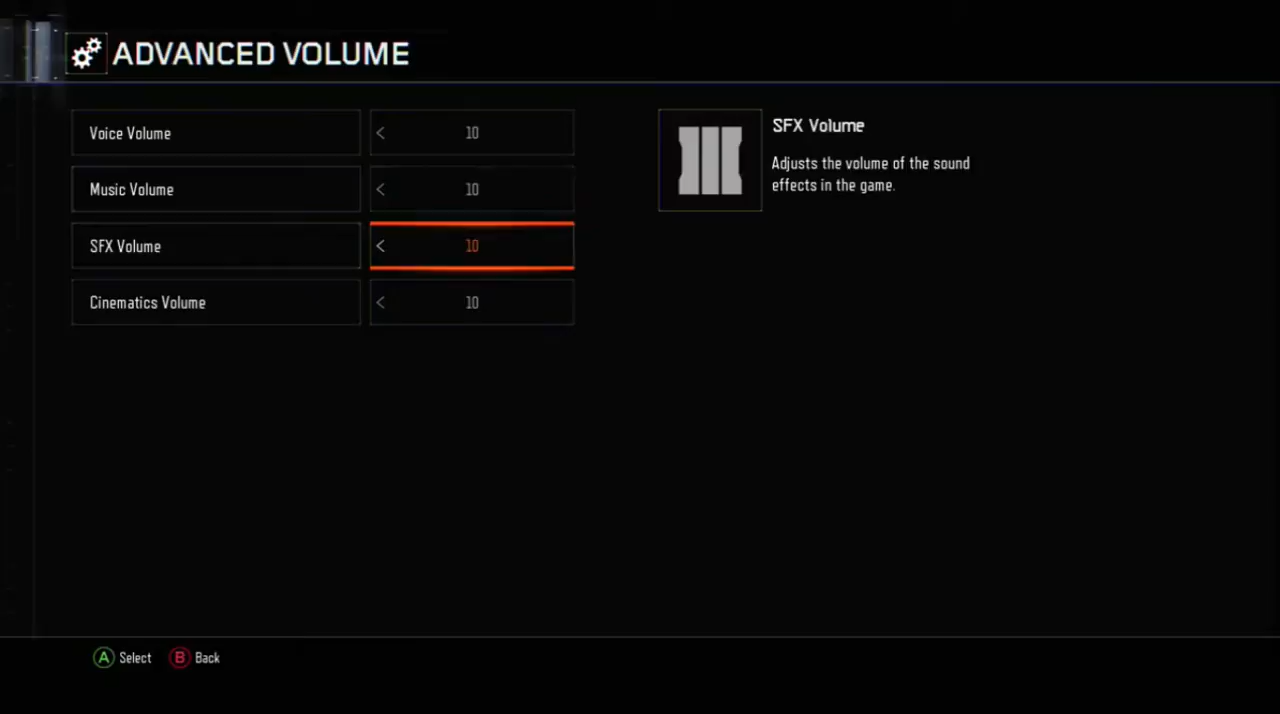 ADVANCED VOLUME
Voice Volume < 10
Music Volume < 10
SFX Volume < 10
Cinematics Volume < 10
SFX Volume
Adjusts the volume of the sound
effects in the game.
A Select B Back